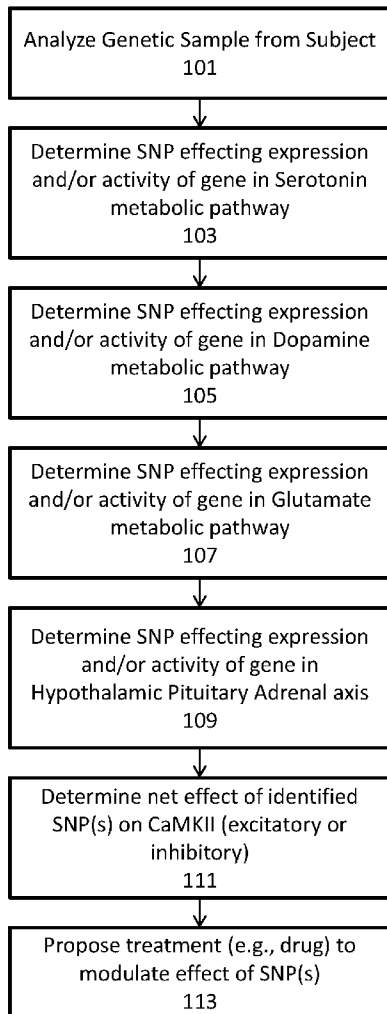 Analyze Genetic Sample from Subject
101
Determine SNP effecting expression
and/or activity of gene in Serotonin
metabolic pathway
103
Determine SNP effecting expression
and/or activity of gene in Dopamine
metabolic pathway
105
Determine SNP effecting expression
and/or activity of gene in Glutamate
metabolic pathway
107
Determine SNP effecting expression
and/or activity of gene in
Hypothalamic Pituitary Adrenal axis
109
Determine net effect of identified
SNP(s) on CaMKII (excitatory or
inhibitory)
111
Propose treatment (e.g., drug) to
modulate effect of SNP(s)
113